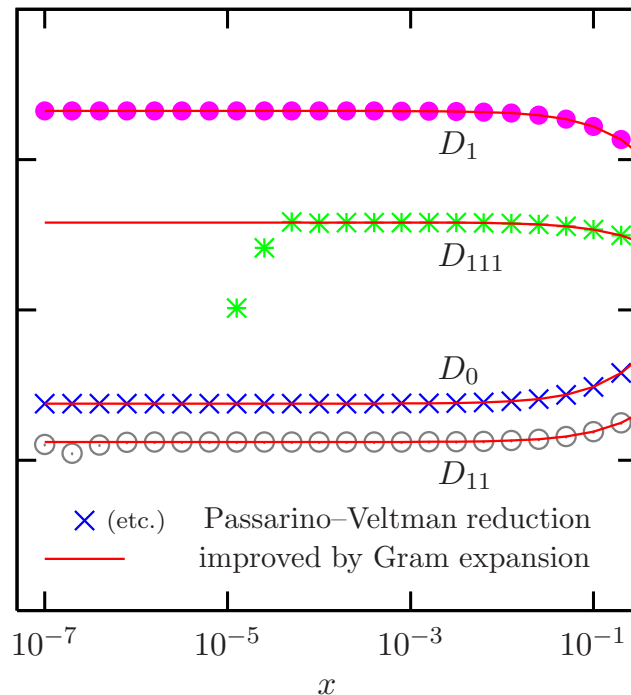 D₁
D₁₁₁
D₀
D₁₁
(etc.) Passarino–Veltman reduction
improved by Gram expansion
10⁻⁷ 10⁻⁵ 10⁻³ 10⁻¹
x